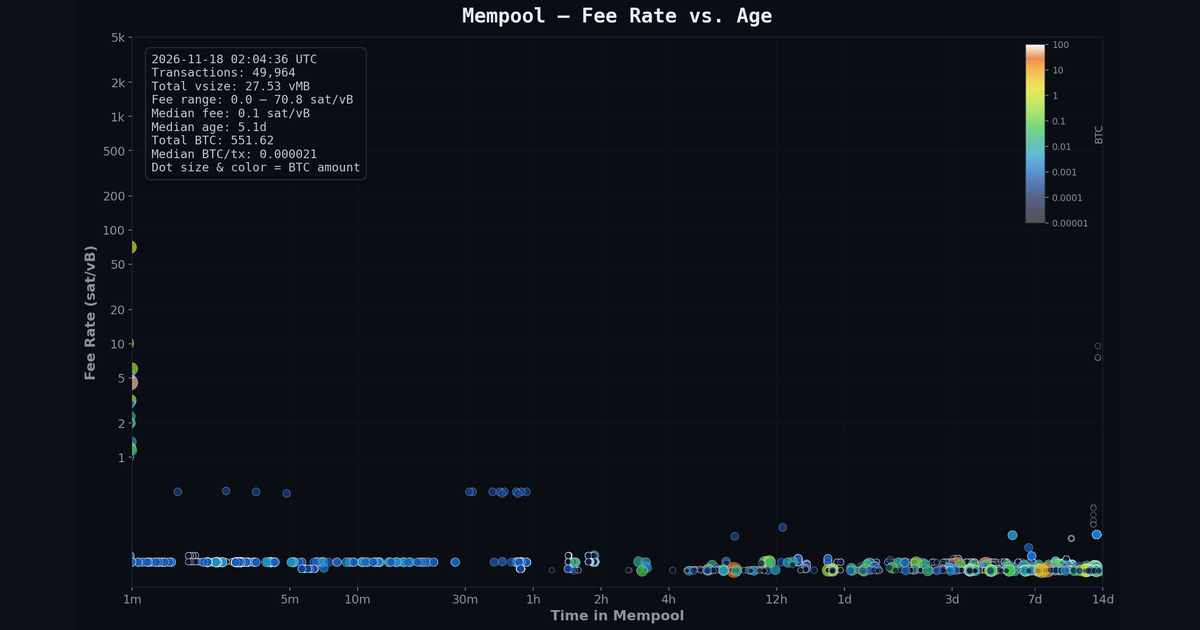 Mempool — Fee Rate vs. Age
2026-11-18 02:04:36 UTC
Transactions: 49,964
Total vsize: 27.53 vMB
Fee range: 0.0 — 70.8 sat/vB
Median fee: 0.1 sat/vB
Median age: 5.1d
Total BTC: 551.62
Median BTC/tx: 0.000021
Dot size & color = BTC amount
5k
2k
1k
500
200
100
50
20
10
5
2
1
Fee Rate (sat/vB)
100
10
1
0.1
0.01
0.001
0.0001
0.00001
BTC
1m
5m
10m
30m
1h
2h
4h
12h
1d
3d
7d
14d
Time in Mempool